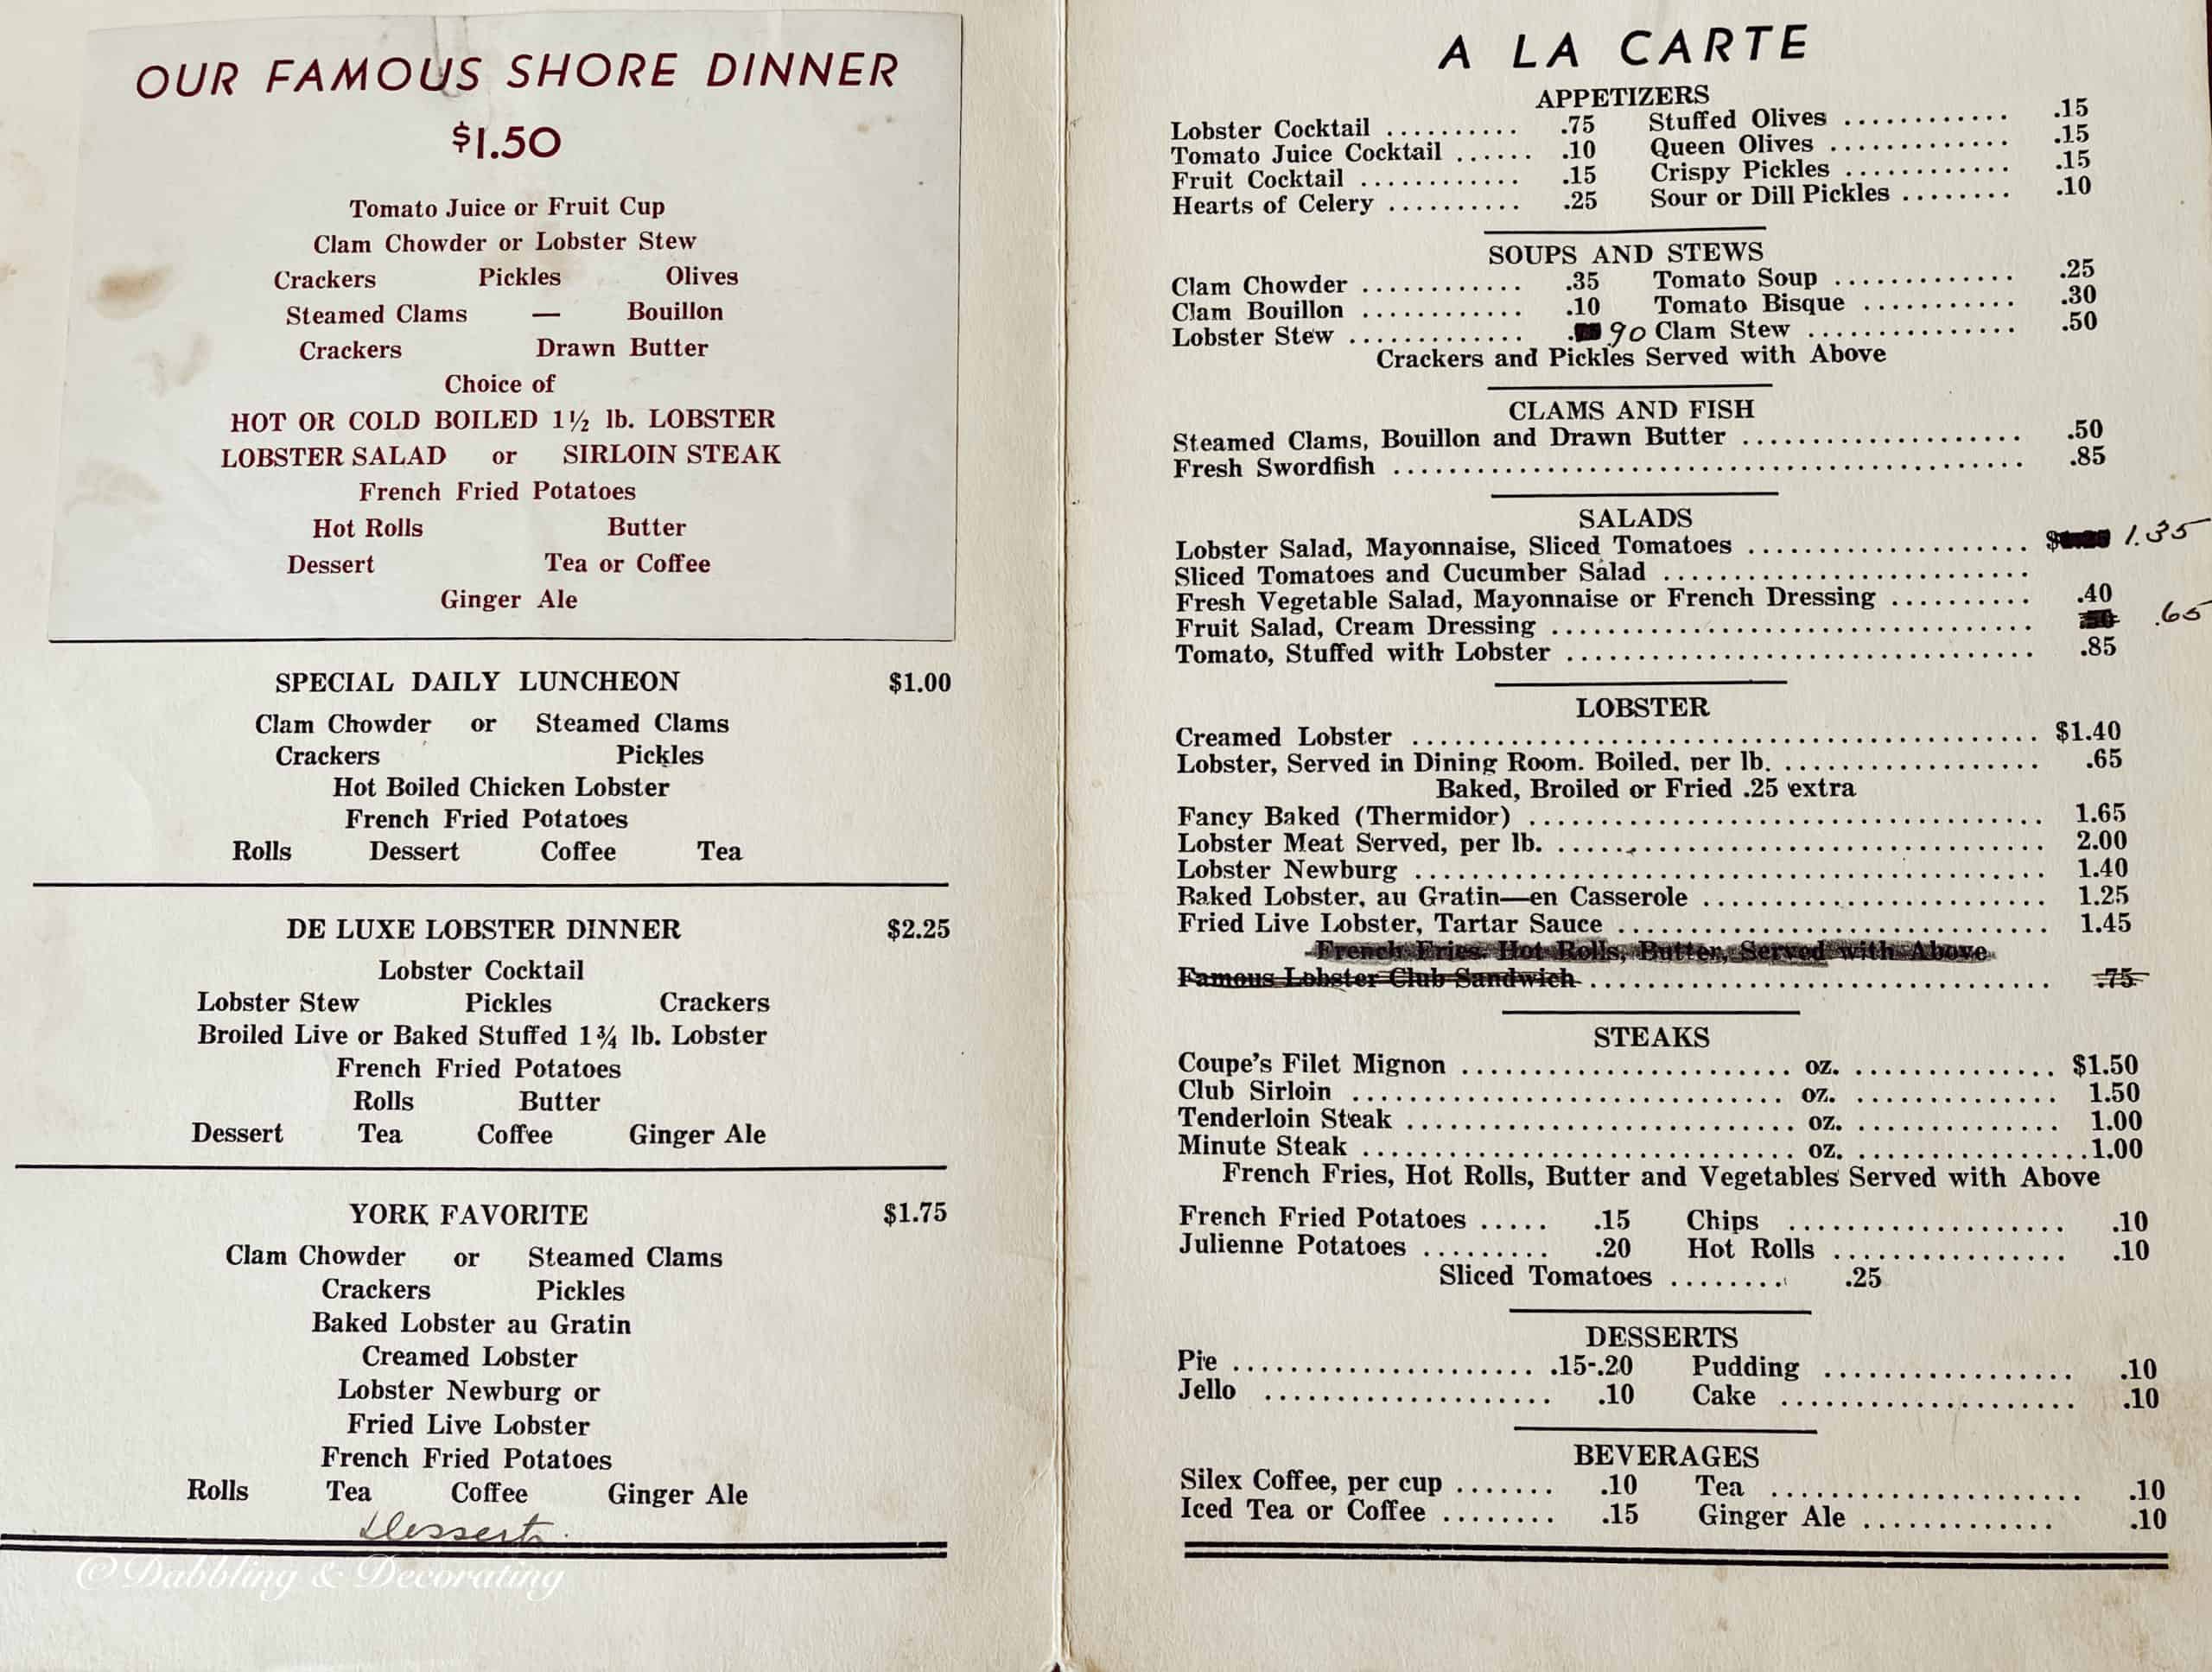 OUR FAMOUS SHORE DINNER
$1.50
Tomato Juice or Fruit Cup
Clam Chowder or Lobster Stew
Crackers Pickles Olives
Steamed Clams — Bouillon
Crackers Drawn Butter
Choice of
HOT OR COLD BOILED 1½ lb. LOBSTER
LOBSTER SALAD or SIRLOIN STEAK
French Fried Potatoes
Hot Rolls Butter
Dessert Tea or Coffee
Ginger Ale
SPECIAL DAILY LUNCHEON $1.00
Clam Chowder or Steamed Clams
Crackers Pickles
Hot Boiled Chicken Lobster
French Fried Potatoes
Rolls Dessert Coffee Tea
DE LUXE LOBSTER DINNER $2.25
Lobster Cocktail
Lobster Stew Pickles Crackers
Broiled Live or Baked Stuffed 1¾ lb. Lobster
French Fried Potatoes
Rolls Butter
Dessert Tea Coffee Ginger Ale
YORK FAVORITE $1.75
Clam Chowder or Steamed Clams
Crackers Pickles
Baked Lobster au Gratin
Creamed Lobster
Lobster Newburg or
Fried Live Lobster
French Fried Potatoes
Rolls Tea Coffee Ginger Ale
Desserts
© Dabbling & Decorating
A LA CARTE
APPETIZERS
Lobster Cocktail .......... .75 Stuffed Olives ............ .15
Tomato Juice Cocktail ...... .10 Queen Olives ............. .15
Fruit Cocktail ............ .15 Crispy Pickles ............ .15
Hearts of Celery .......... .25 Sour or Dill Pickles ........ .10
SOUPS AND STEWS
Clam Chowder ............ .35 Tomato Soup ............. .25
Clam Bouillon ............ .10 Tomato Bisque ........... .30
Lobster Stew ............. . 90 Clam Stew ............... .50
Crackers and Pickles Served with Above
CLAMS AND FISH
Steamed Clams, Bouillon and Drawn Butter .................... .50
Fresh Swordfish ............................................. .85
SALADS
Lobster Salad, Mayonnaise, Sliced Tomatoes .................... $ 1.35
Sliced Tomatoes and Cucumber Salad ..........................
Fresh Vegetable Salad, Mayonnaise or French Dressing .......... .40
Fruit Salad, Cream Dressing .................................. .65
Tomato, Stuffed with Lobster ................................. .85
LOBSTER
Creamed Lobster ............................................ $1.40
Lobster, Served in Dining Room. Boiled, per lb. .................. .65
Baked, Broiled or Fried .25 extra
Fancy Baked (Thermidor) .................................... 1.65
Lobster Meat Served, per lb. .................................. 2.00
Lobster Newburg ............................................ 1.40
Baked Lobster, au Gratin—en Casserole ........................ 1.25
Fried Live Lobster, Tartar Sauce .............................. 1.45
French Fries, Hot Rolls, Butter, Served with Above
Famous Lobster Club Sandwich ................................ .75
STEAKS
Coupe's Filet Mignon ....................... oz. .............. $1.50
Club Sirloin ............................... oz. .............. 1.50
Tenderloin Steak ........................... oz. .............. 1.00
Minute Steak .............................. oz. ................ 1.00
French Fries, Hot Rolls, Butter and Vegetables Served with Above
French Fried Potatoes ..... .15 Chips .................... .10
Julienne Potatoes ......... .20 Hot Rolls ................. .10
Sliced Tomatoes ........ .25
DESSERTS
Pie ...................... .15-.20 Pudding .................. .10
Jello .................... .10 Cake ..................... .10
BEVERAGES
Silex Coffee, per cup ....... .10 Tea ...................... .10
Iced Tea or Coffee ........ .15 Ginger Ale .............. .10